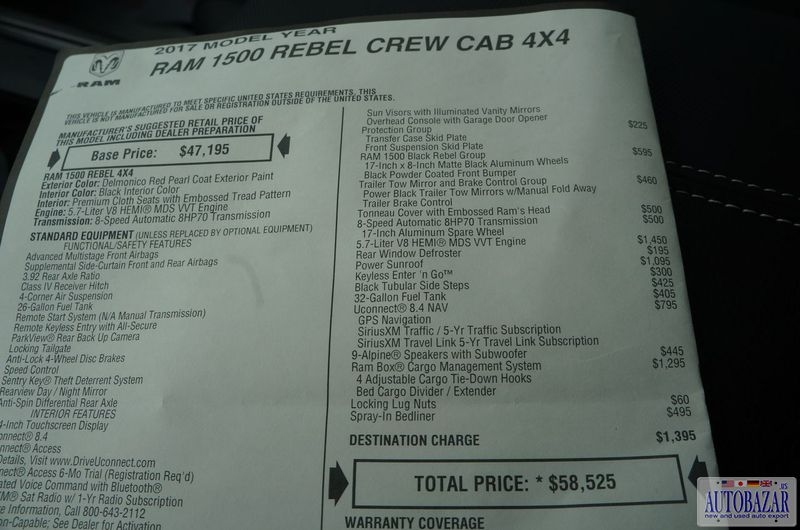 2017 MODEL YEAR
RAM 1500 REBEL CREW CAB 4X4
RAM
THIS VEHICLE IS MANUFACTURED TO MEET SPECIFIC UNITED STATES REQUIREMENTS. THIS
VEHICLE IS NOT MANUFACTURED FOR SALE OR REGISTRATION OUTSIDE OF THE UNITED STATES.
MANUFACTURER'S SUGGESTED RETAIL PRICE OF
THIS MODEL INCLUDING DEALER PREPARATION
Base Price: $47,195
RAM 1500 REBEL 4X4
Exterior Color: Delmonico Red Pearl Coat Exterior Paint
Interior Color: Black Interior Color
Interior: Premium Cloth Seats with Embossed Tread Pattern
Engine: 5.7-Liter V8 HEMI® MDS VVT Engine
Transmission: 8-Speed Automatic 8HP70 Transmission
STANDARD EQUIPMENT (UNLESS REPLACED BY OPTIONAL EQUIPMENT)
FUNCTIONAL/SAFETY FEATURES
Advanced Multistage Front Airbags
Supplemental Side-Curtain Front and Rear Airbags
3.92 Rear Axle Ratio
Class IV Receiver Hitch
4-Corner Air Suspension
26-Gallon Fuel Tank
Remote Start System (N/A Manual Transmission)
Remote Keyless Entry with All-Secure
ParkView® Rear Back Up Camera
Locking Tailgate
Anti-Lock 4-Wheel Disc Brakes
Speed Control
Sentry Key® Theft Deterrent System
Rearview Day / Night Mirror
Anti-Spin Differential Rear Axle
INTERIOR FEATURES
4-Inch Touchscreen Display
onnect® 8.4
nnect® Access
Details, Visit www.DriveUconnect.com
nect® Access 6-Mo Trial (Registration Req'd)
ated Voice Command with Bluetooth®
M® Sat Radio w/ 1-Yr Radio Subscription
re Information, Call 800-643-2112
n-Capable: See Dealer for Activation
Sun Visors with Illuminated Vanity Mirrors
Overhead Console with Garage Door Opener
Protection Group $225
Transfer Case Skid Plate
Front Suspension Skid Plate
RAM 1500 Black Rebel Group $595
17-Inch x 8-Inch Matte Black Aluminum Wheels
Black Powder Coated Front Bumper
Trailer Tow Mirror and Brake Control Group $460
Power Black Trailer Tow Mirrors w/Manual Fold Away
Trailer Brake Control
Tonneau Cover with Embossed Ram's Head $500
8-Speed Automatic 8HP70 Transmission $500
17-Inch Aluminum Spare Wheel
5.7-Liter V8 HEMI® MDS VVT Engine $1,450
Rear Window Defroster $195
Power Sunroof $1,095
Keyless Enter 'n Go™ $300
Black Tubular Side Steps $425
32-Gallon Fuel Tank $405
Uconnect® 8.4 NAV $795
GPS Navigation
SiriusXM Traffic / 5-Yr Traffic Subscription
SiriusXM Travel Link 5-Yr Travel Link Subscription
9-Alpine® Speakers with Subwoofer $445
Ram Box® Cargo Management System $1,295
4 Adjustable Cargo Tie-Down Hooks
Bed Cargo Divider / Extender
Locking Lug Nuts $60
Spray-In Bedliner $495
DESTINATION CHARGE $1,395
TOTAL PRICE: * $58,525
WARRANTY COVERAGE
AUTOBAZAR.US
new and used auto export